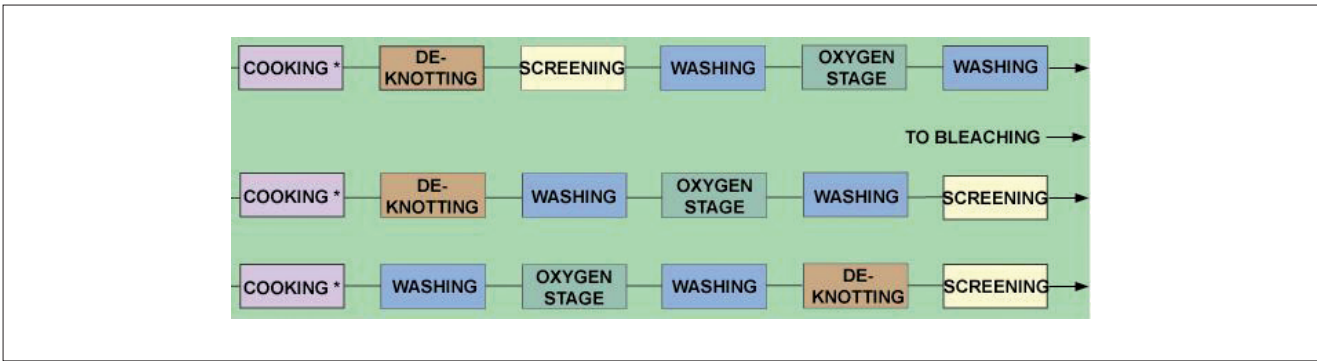 COOKING *
DE-
KNOTTING
SCREENING
WASHING
OXYGEN
STAGE
WASHING
TO BLEACHING
COOKING *
DE-
KNOTTING
WASHING
OXYGEN
STAGE
WASHING
SCREENING
COOKING *
WASHING
OXYGEN
STAGE
WASHING
DE-
KNOTTING
SCREENING